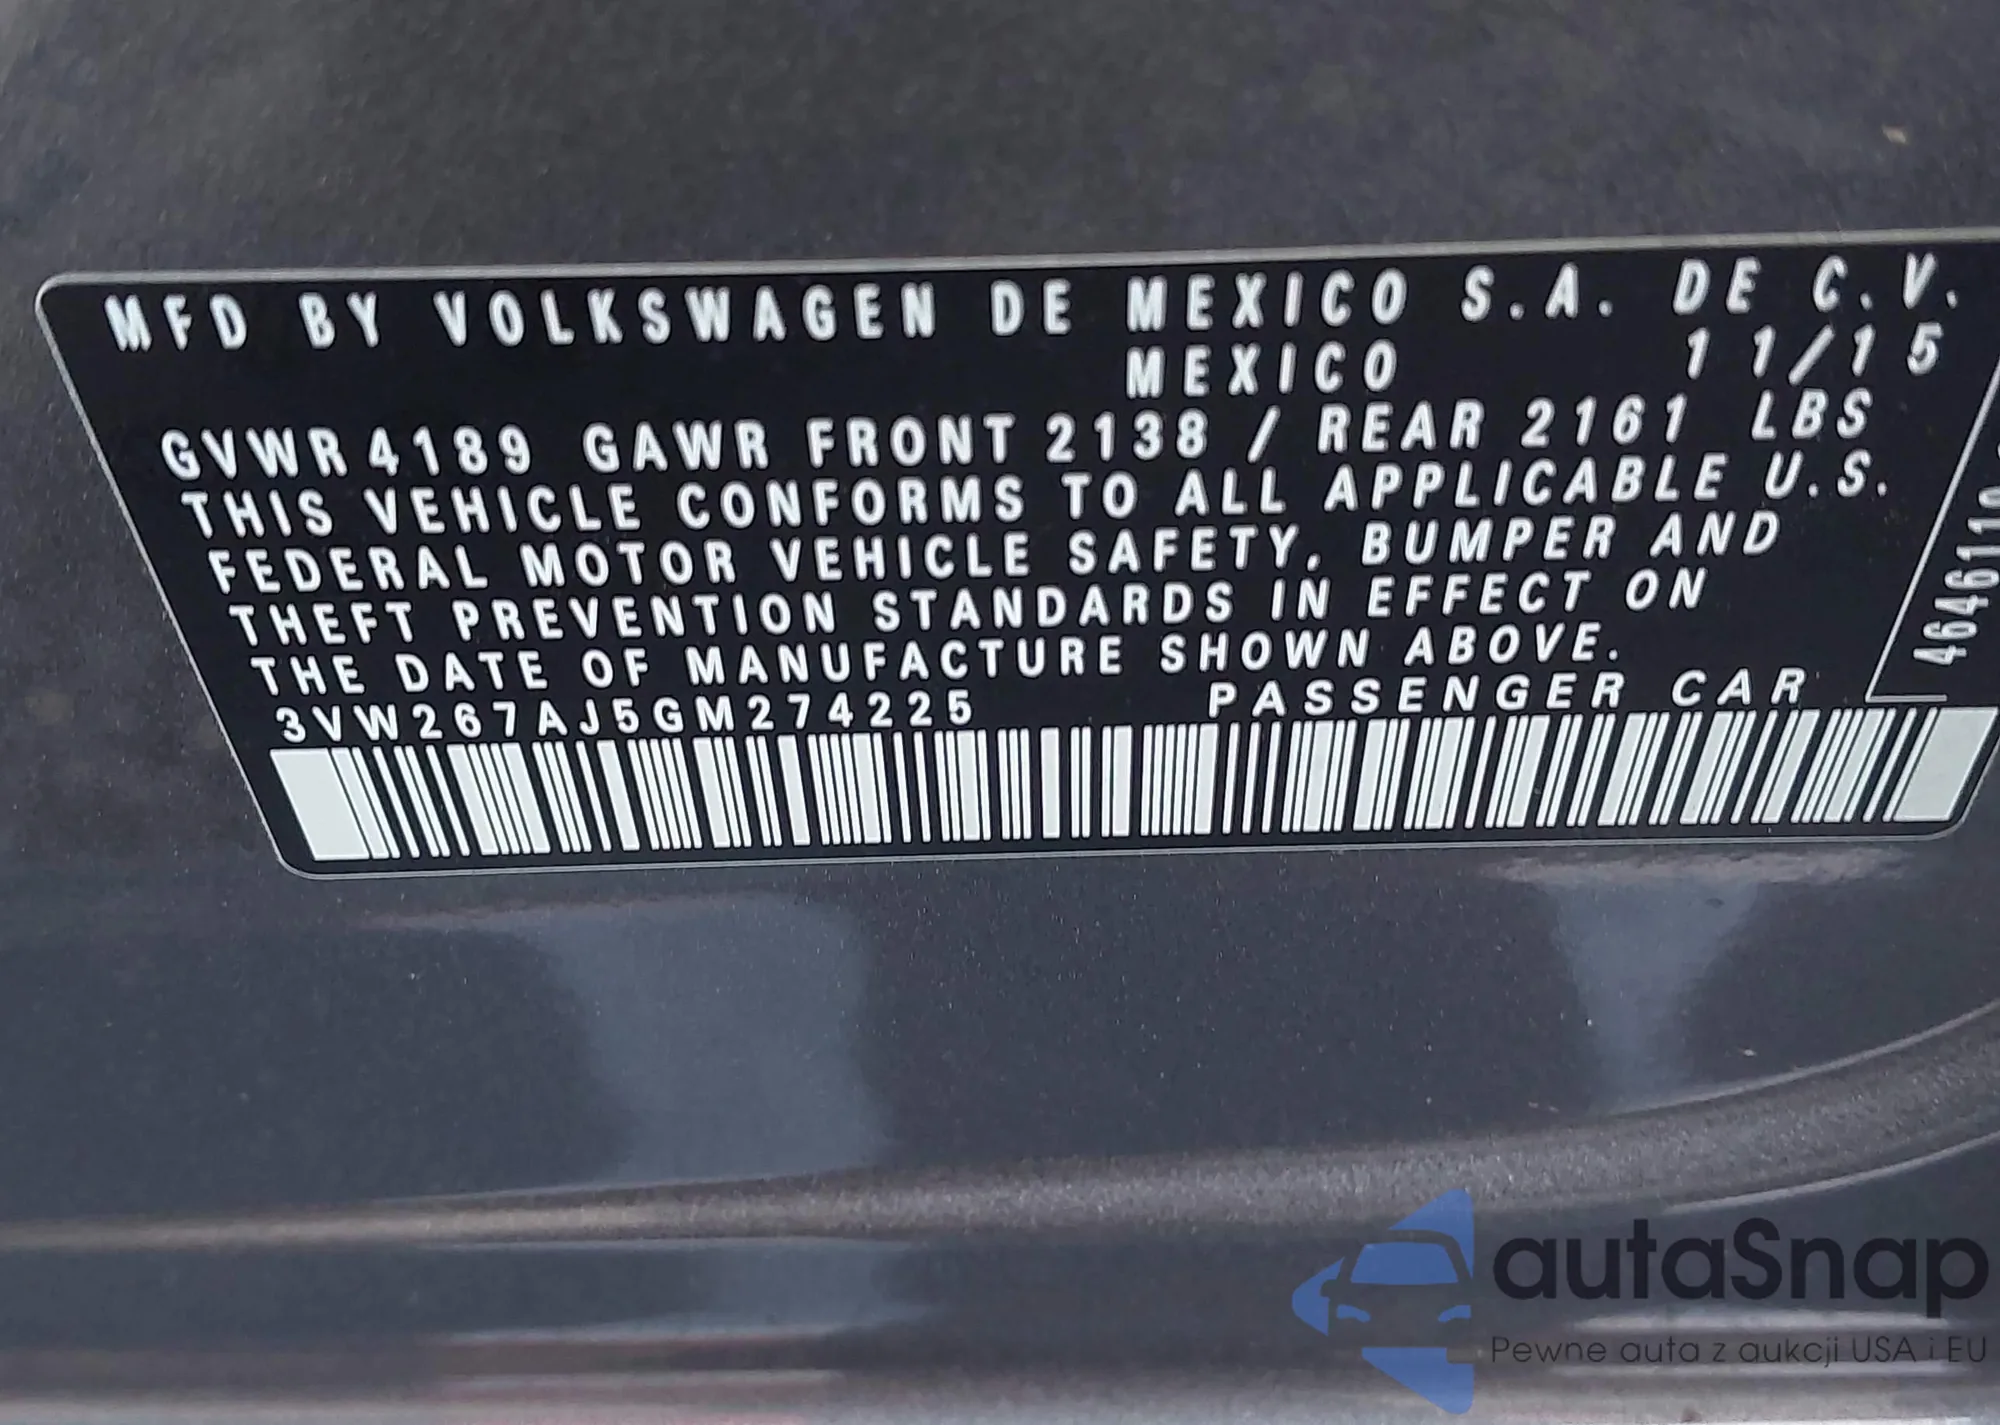 MFD BY VOLKSWAGEN DE MEXICO S.A. DE C.V.
MEXICO 11/15
GVWR 4189 GAWR FRONT 2138 / REAR 2161 LBS
THIS VEHICLE CONFORMS TO ALL APPLICABLE U.S.
FEDERAL MOTOR VEHICLE SAFETY, BUMPER AND
THEFT PREVENTION STANDARDS IN EFFECT ON
THE DATE OF MANUFACTURE SHOWN ABOVE.
3VW267AJ5GM274225 PASSENGER CAR
autaSnap
Pewne auta z aukcji USA i EU